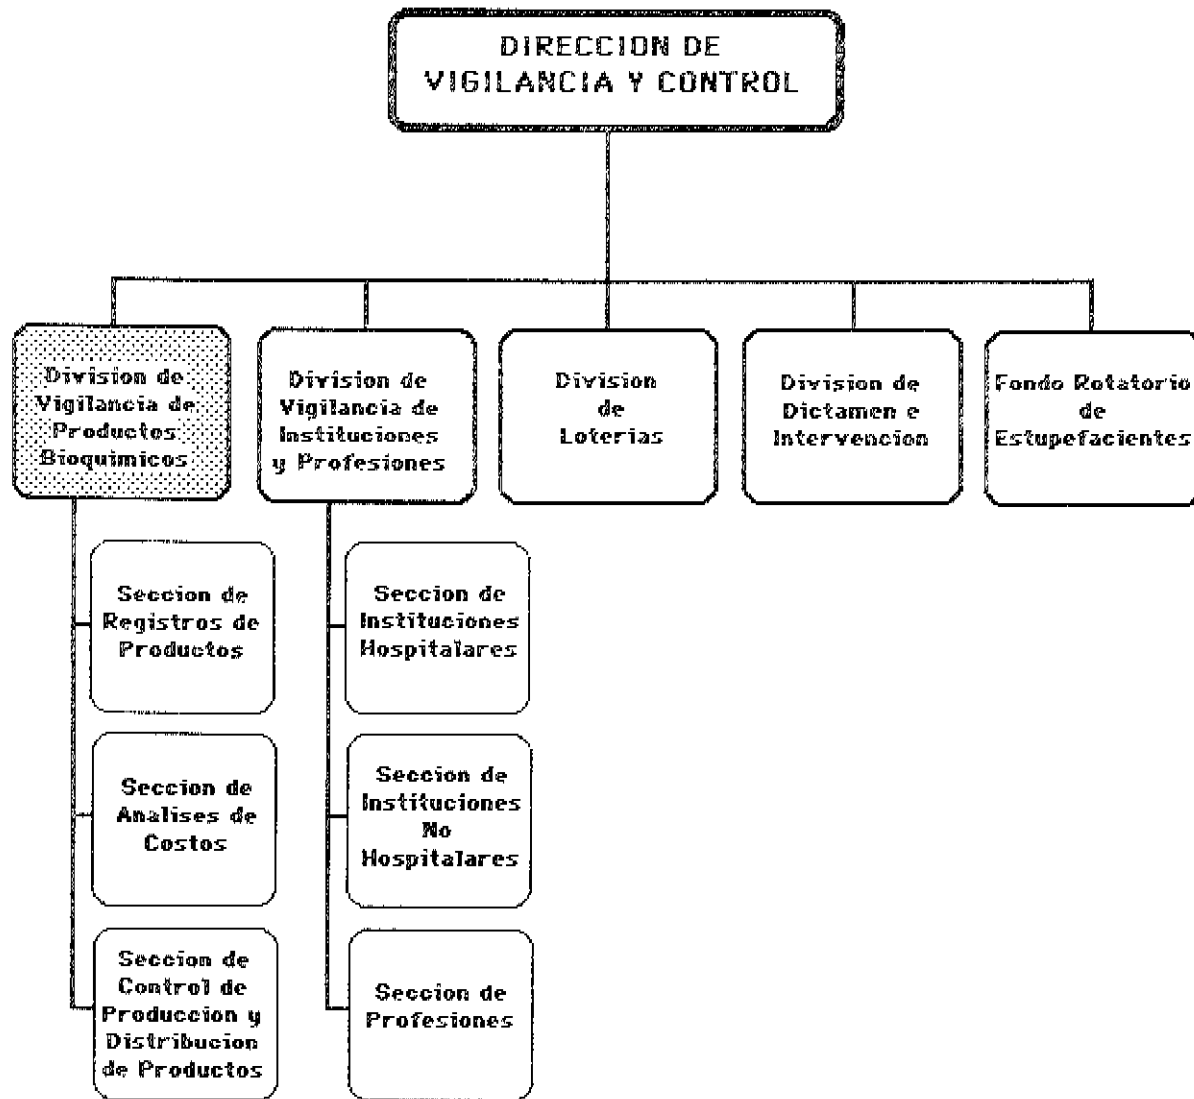 DIRECCION DE
VIGILANCIA Y CONTROL
Division de
Vigilancia de
Productos
Bioquimicos
Division de
Vigilancia de
Instituciones
y Profesiones
Division
de
Loterias
Division de
Dictamen e
Intervencion
Fondo Rotatorio
de
Estupefacientes
Seccion de
Registros de
Productos
Seccion de
Instituciones
Hospitalares
Seccion de
Analises de
Costos
Seccion de
Instituciones
No
Hospitalares
Seccion de
Control de
Produccion y
Distribucion
de Productos
Seccion de
Profesiones